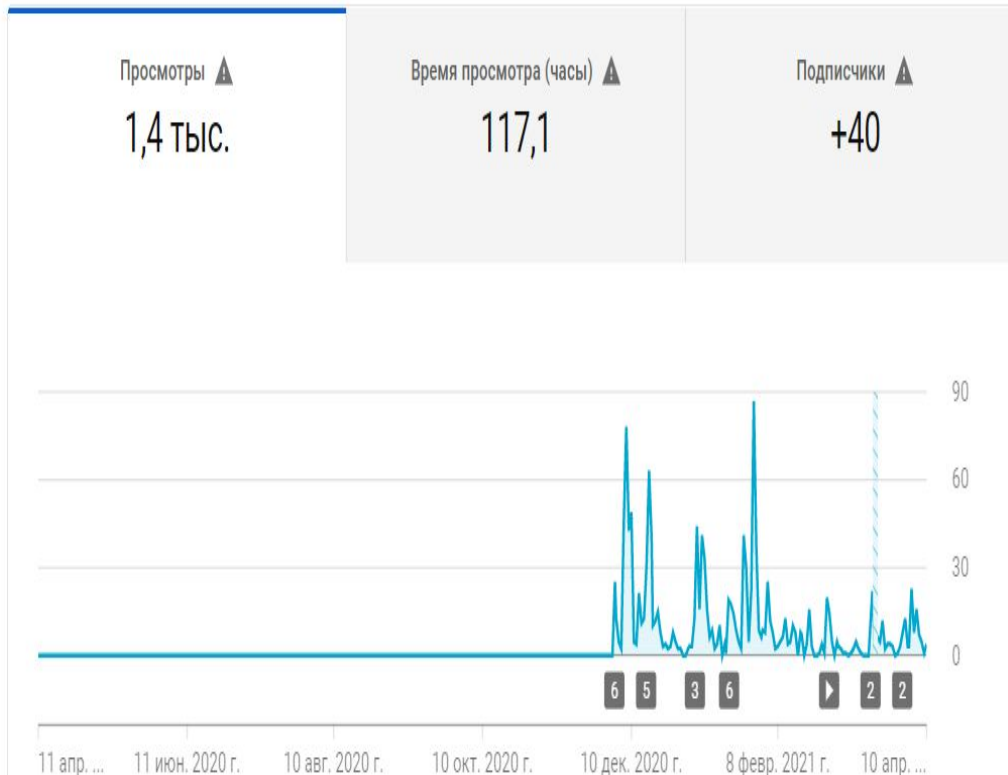 Просмотры
1,4 тыс.
Время просмотра (часы)
117,1
Подписчики
+40
90
60
30
0
6 5 3 6 2 2
11 апр. ... 11 июн. 2020 г. 10 авг. 2020 г. 10 окт. 2020 г. 10 дек. 2020 г. 8 февр. 2021 г. 10 апр. ...